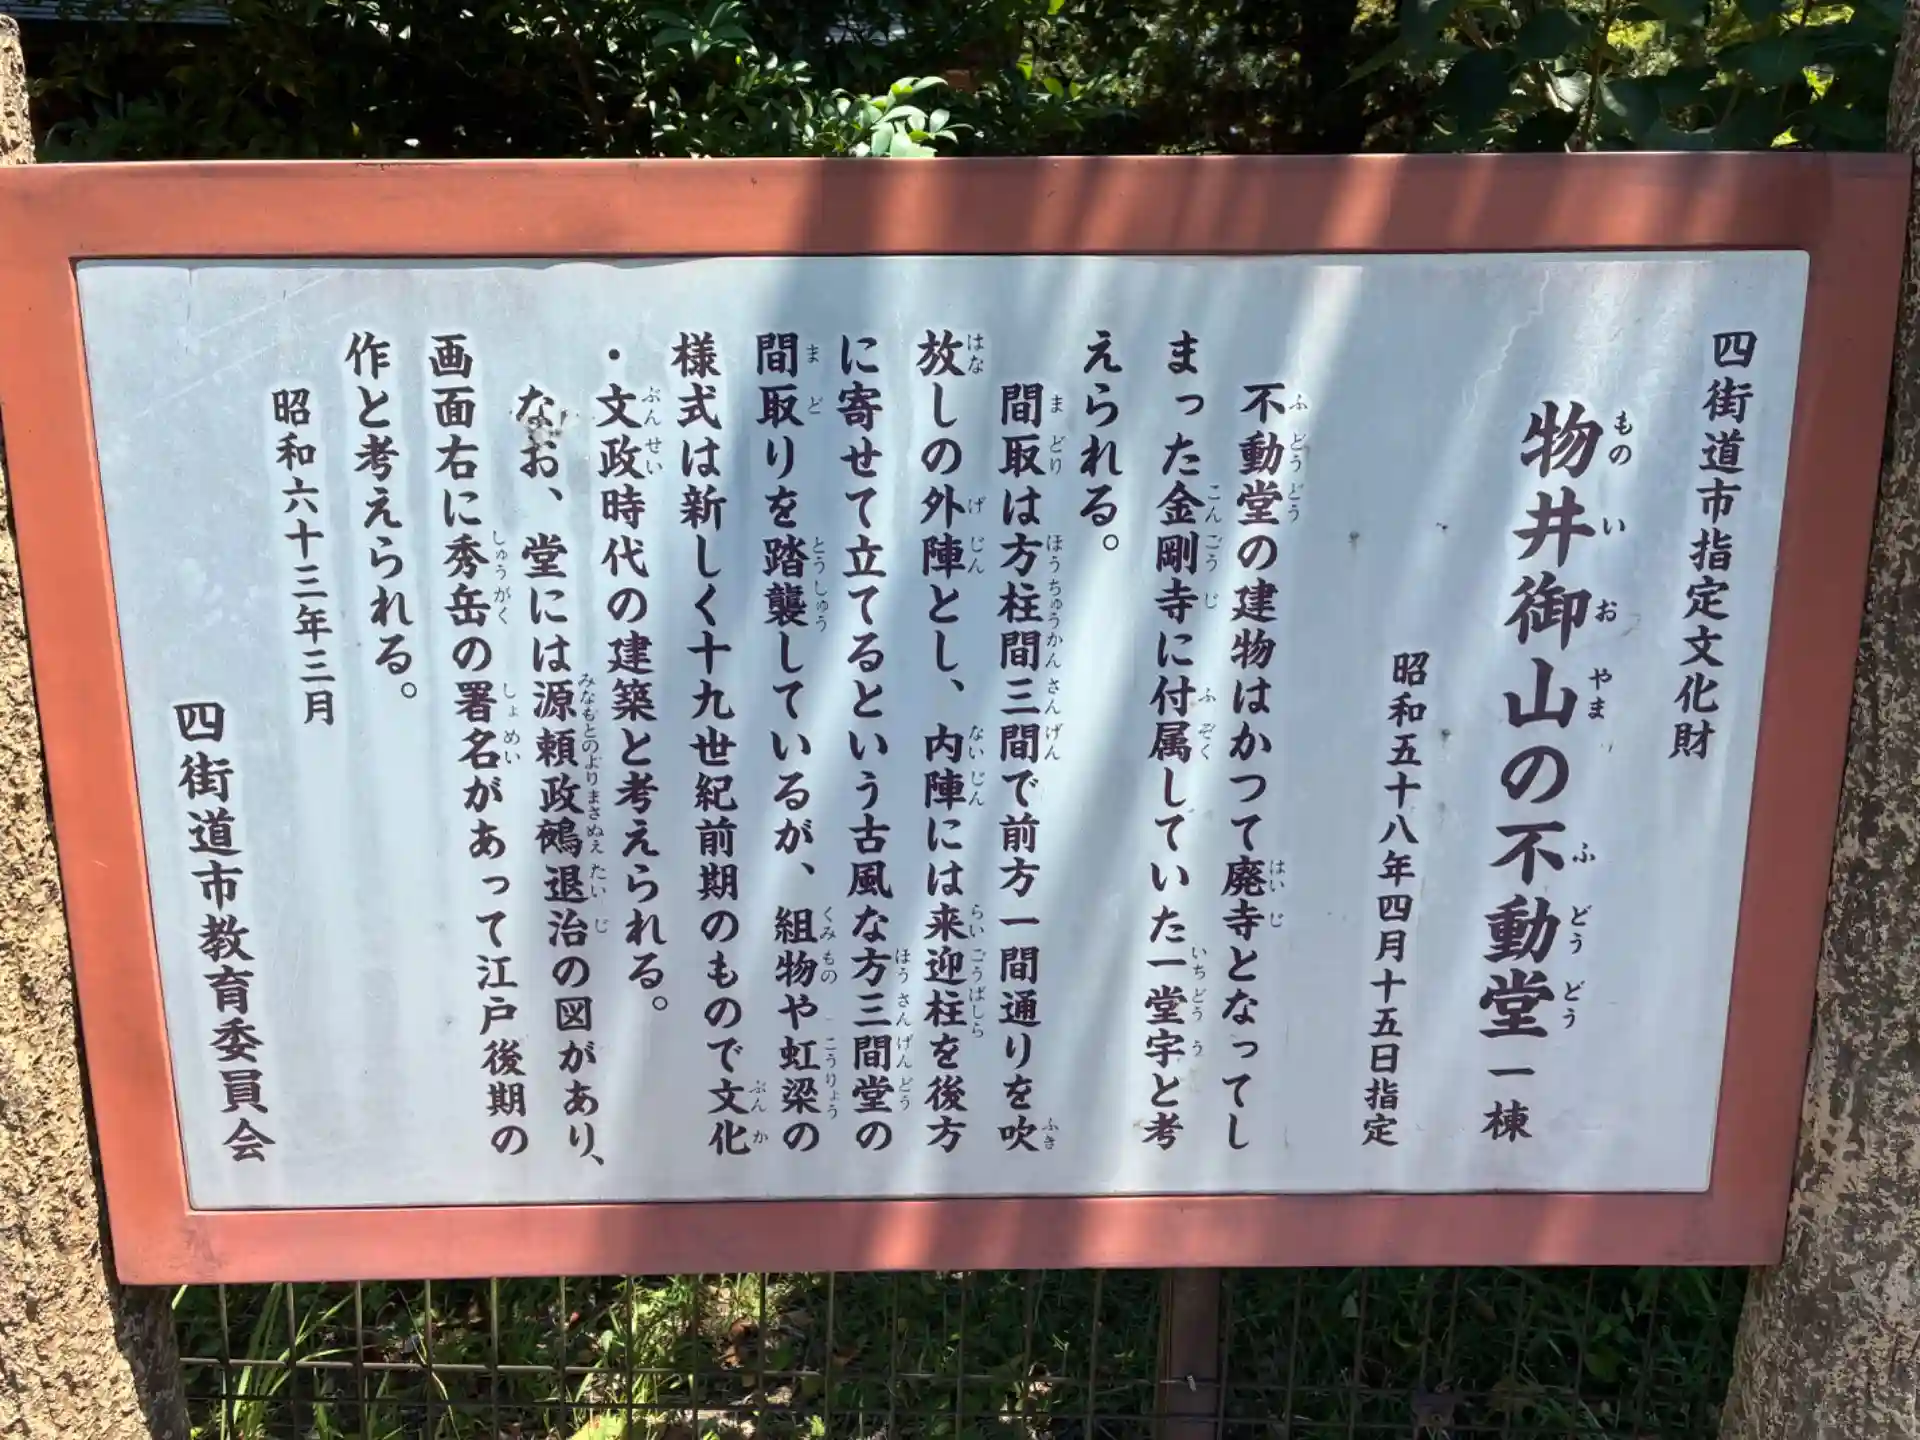 四街道市指定文化財
物井御山の不動堂 一棟
昭和五十八年四月十五日指定
不動堂の建物はかつて廃寺となってし
まった金剛寺に付属していた一堂宇と考
えられる。
間取は方柱間三間で前方一間通りを吹
放しの外陣とし、内陣には来迎柱を後方
に寄せて立てるという古風な方三間堂の
間取りを踏襲しているが、組物や虹梁の
様式は新しく十九世紀前期のもので文化
・文政時代の建築と考えられる。
なお、堂には源頼政鵺退治の図があり、
画面右に秀岳の署名があって江戸後期の
作と考えられる。
昭和六十三年三月
四街道市教育委員会